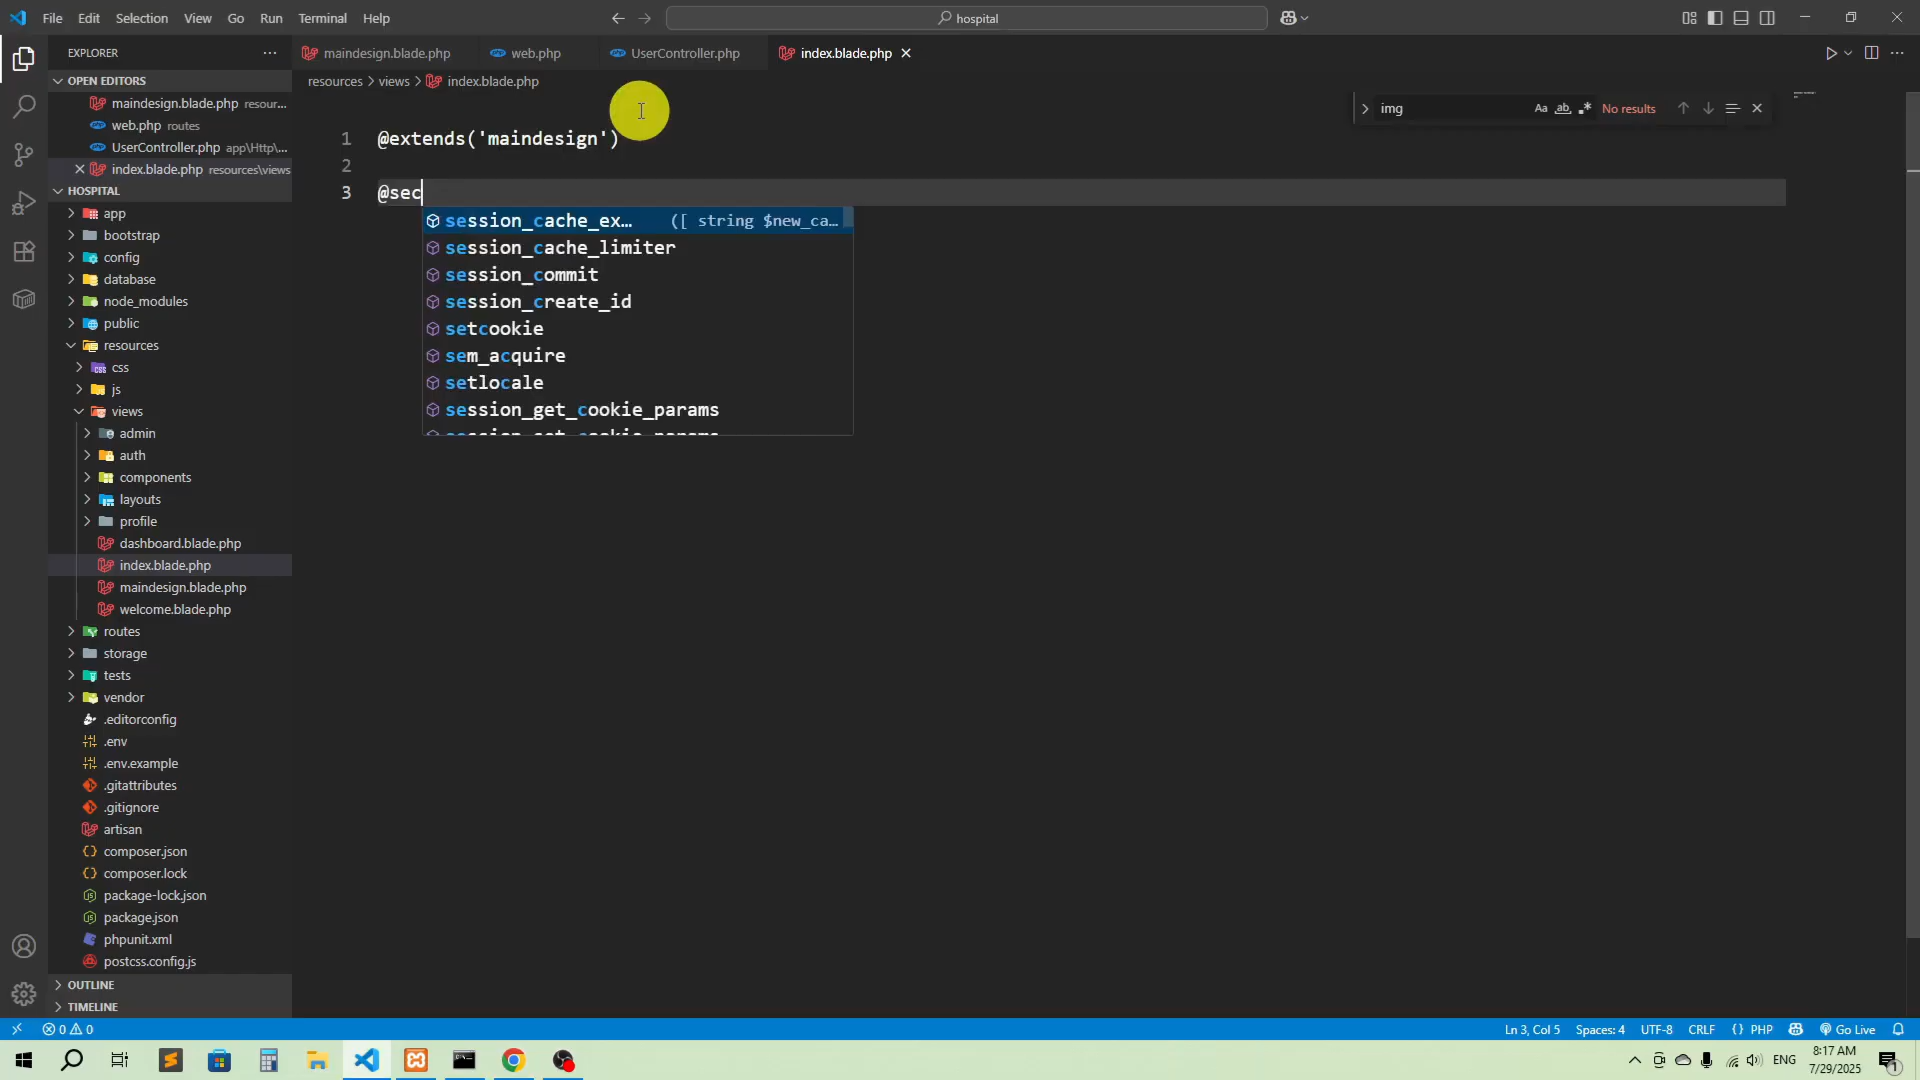 File Edit Selection View Go Run Terminal Help
hospital
EXPLORER
maindesign.blade.php
web.php
UserController.php
index.blade.php
OPEN EDITORS
maindesign.blade.php resour...
web.php routes
UserController.php app\Http\...
index.blade.php resources\views
HOSPITAL
app
bootstrap
config
database
node_modules
public
resources
css
js
views
admin
auth
components
layouts
profile
dashboard.blade.php
index.blade.php
maindesign.blade.php
welcome.blade.php
routes
storage
tests
vendor
.editorconfig
.env
.env.example
.gitattributes
.gitignore
artisan
composer.json
composer.lock
package-lock.json
package.json
phpunit.xml
postcss.config.js
OUTLINE
TIMELINE
resources > views > index.blade.php
img
Aa ab
No results
1 @extends('maindesign')
2
3 @sec
session_cache_ex... ([ string $new_ca...
session_cache_limiter
session_commit
session_create_id
setcookie
sem_acquire
setlocale
session_get_cookie_params
0 0
Ln 3, Col 5 Spaces: 4 UTF-8 CRLF {} PHP Go Live
ENG
8:17 AM
7/29/2025
1